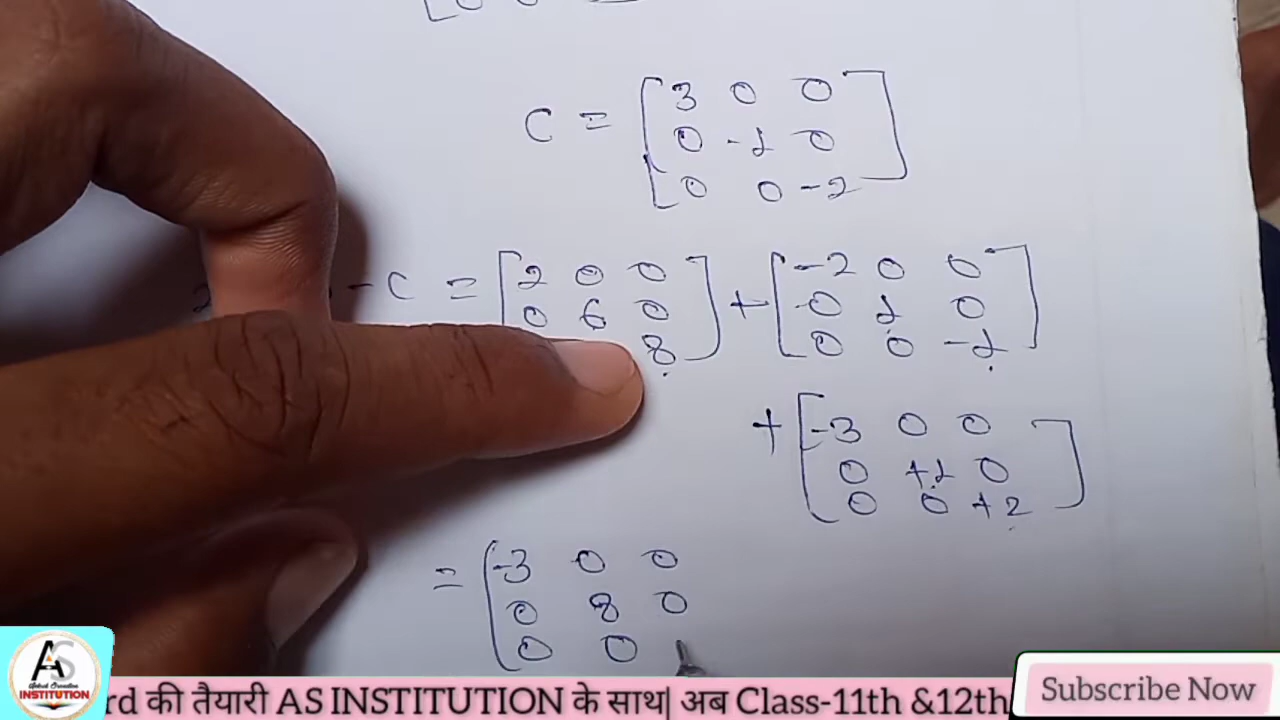 C = [3 0 0
0 -1 0
0 0 -2]
- C = [2 0 0
0 6 0
8] + [-2 0 0
-0 1 0
0 0 -1]
+ [-3 0 0
0 +1 0
0 0 +2]
= [-3 0 0
0 8 0
0 0
AS
INSTITUTION
rd की तैयारी AS INSTITUTION के साथ| अब Class-11th &12th
Subscribe Now